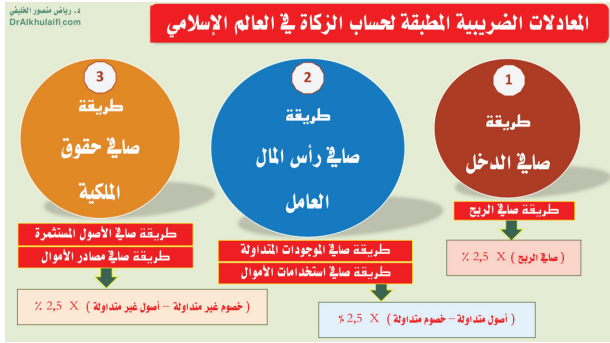 د. رياض منصور الخليفي
DrAlkhulaifi.com
المعادلات الضريبية المطبقة لحساب الزكاة في العالم الإسلامي
1
طريقة
صافي الدخل
طريقة صافي الربح
( صافي الربح ) X 2,5 ٪
2
طريقة
صافي رأس المال
العامل
طريقة صافي الموجودات المتداولة
طريقة صافي استخدامات الأموال
( أصول متداولة – خصوم متداولة ) X 2,5 %
3
طريقة
صافي حقوق
الملكية
طريقة صافي الأصول المستثمرة
طريقة صافي مصادر الأموال
( خصوم غير متداولة – أصول غير متداولة ) X 2,5 ٪